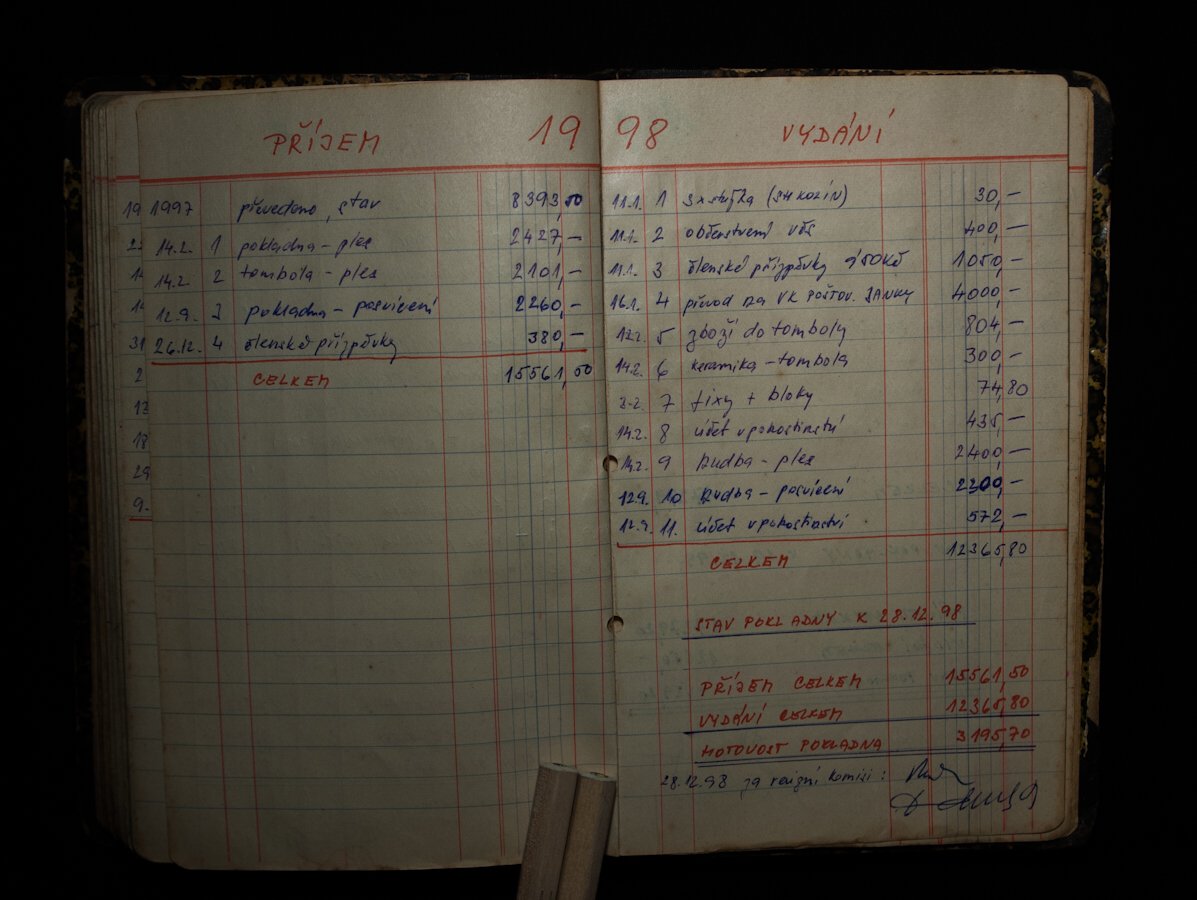 PŘÍJEM 19
1997 převedeno, stav 8393,50
14.2. 1 pokladna - ples 2427,-
14.2. 2 tombola - ples 2101,-
12.9. 3 pokladna - posvícení 2260,-
26.12. 4 členské příspěvky 380,-
CELKEM 15561,50
98 VYDÁNÍ
11.1. 1 3x stužka 30,-
11.1. 2 občerstvení 400,-
11.1. 3 členské příspěvky 1050,-
16.1. 4 převod na VK POŠTOV. BANKY 4000,-
5 zboží do tomboly 804,-
14.2. 6 keramika - tombola 300,-
7 fixy + bloky 74,80
14.2. 8 účet v pohostinství 435,-
14.2. 9 hudba - ples 2400,-
12.9. 10 hudba - posvícení 2300,-
12.9. 11. účet v pohostinství 572,-
CELKEM 12365,80
STAV POKLADNY K 28.12.98
PŘÍJEM CELKEM 15561,50
VYDÁNÍ CELKEM 12365,80
HOTOVOST POKLADNA 3195,70
28.12.98 za revizní komisi: